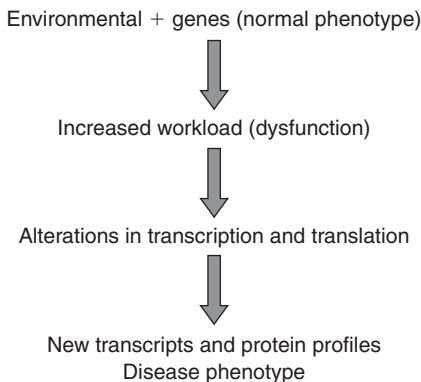 Environmental + genes (normal phenotype)
Increased workload (dysfunction)
Alterations in transcription and translation
New transcripts and protein profiles
Disease phenotype